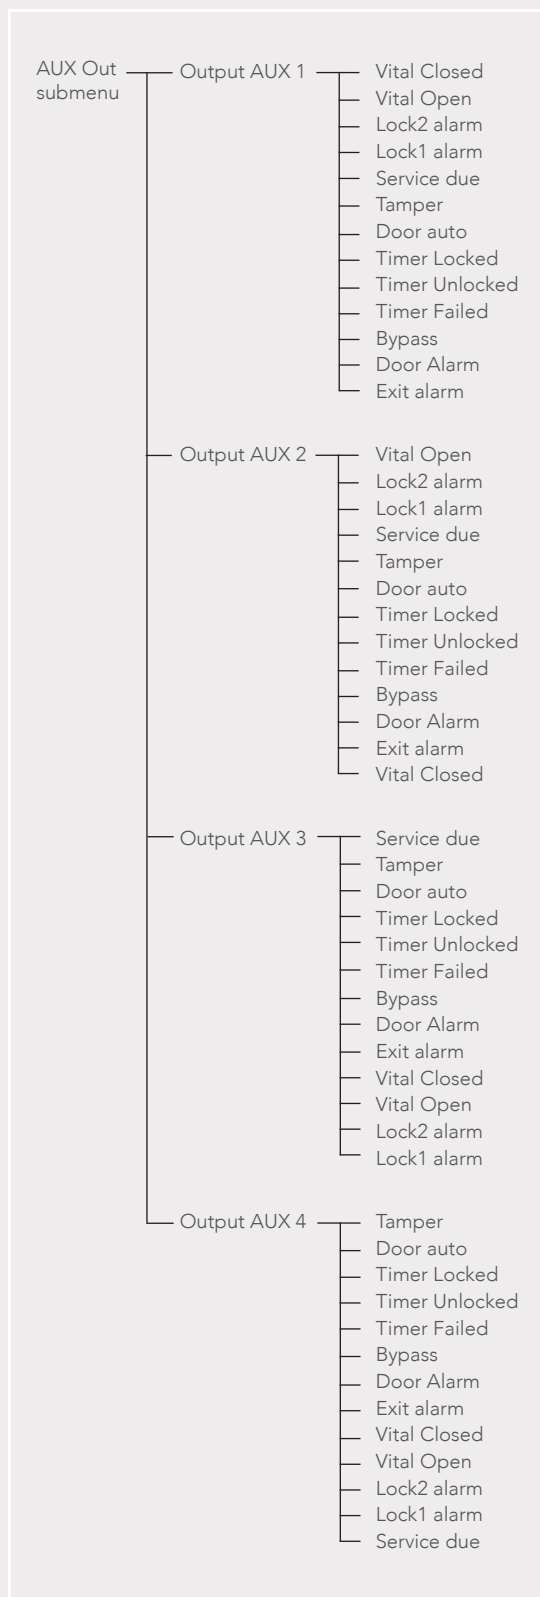 AUX Out
submenu
Output AUX 1
Vital Closed
Vital Open
Lock2 alarm
Lock1 alarm
Service due
Tamper
Door auto
Timer Locked
Timer Unlocked
Timer Failed
Bypass
Door Alarm
Exit alarm
Output AUX 2
Vital Open
Lock2 alarm
Lock1 alarm
Service due
Tamper
Door auto
Timer Locked
Timer Unlocked
Timer Failed
Bypass
Door Alarm
Exit alarm
Vital Closed
Output AUX 3
Service due
Tamper
Door auto
Timer Locked
Timer Unlocked
Timer Failed
Bypass
Door Alarm
Exit alarm
Vital Closed
Vital Open
Lock2 alarm
Lock1 alarm
Output AUX 4
Tamper
Door auto
Timer Locked
Timer Unlocked
Timer Failed
Bypass
Door Alarm
Exit alarm
Vital Closed
Vital Open
Lock2 alarm
Lock1 alarm
Service due